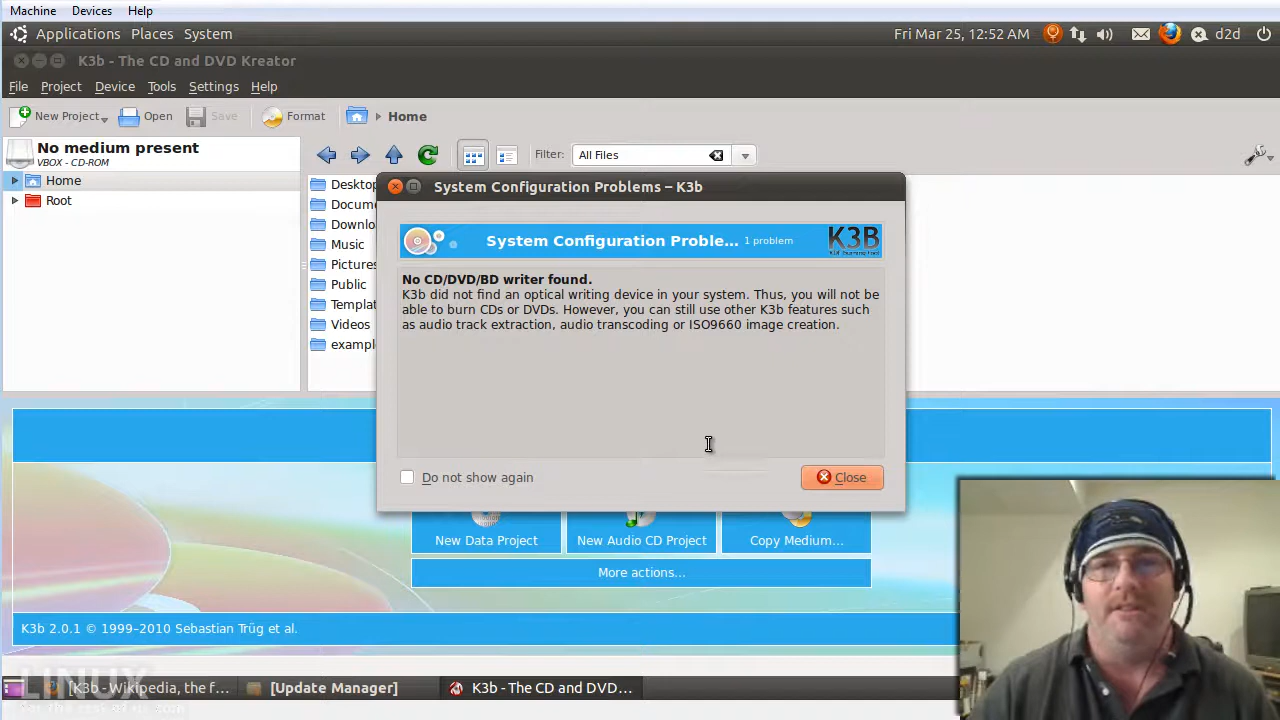 Machine Devices Help
Applications Places System Fri Mar 25, 12:52 AM d2d
K3b - The CD and DVD Kreator
File Project Device Tools Settings Help
New Project Open Save Format Home
No medium present
VBOX - CD-ROM
Filter: All Files
Home
Root
Desktop
Docume
Downlo
Music
Pictures
Public
Templat
Videos
exampl
System Configuration Problems – K3b
System Configuration Proble... 1 problem K3B
No CD/DVD/BD writer found.
K3b did not find an optical writing device in your system. Thus, you will not be
able to burn CDs or DVDs. However, you can still use other K3b features such
as audio track extraction, audio transcoding or ISO9660 image creation.
Do not show again Close
New Data Project New Audio CD Project Copy Medium...
More actions...
K3b 2.0.1 © 1999–2010 Sebastian Trüg et al.
[K3b - Wikipedia, the f... [Update Manager] K3b - The CD and DVD...
LINUX